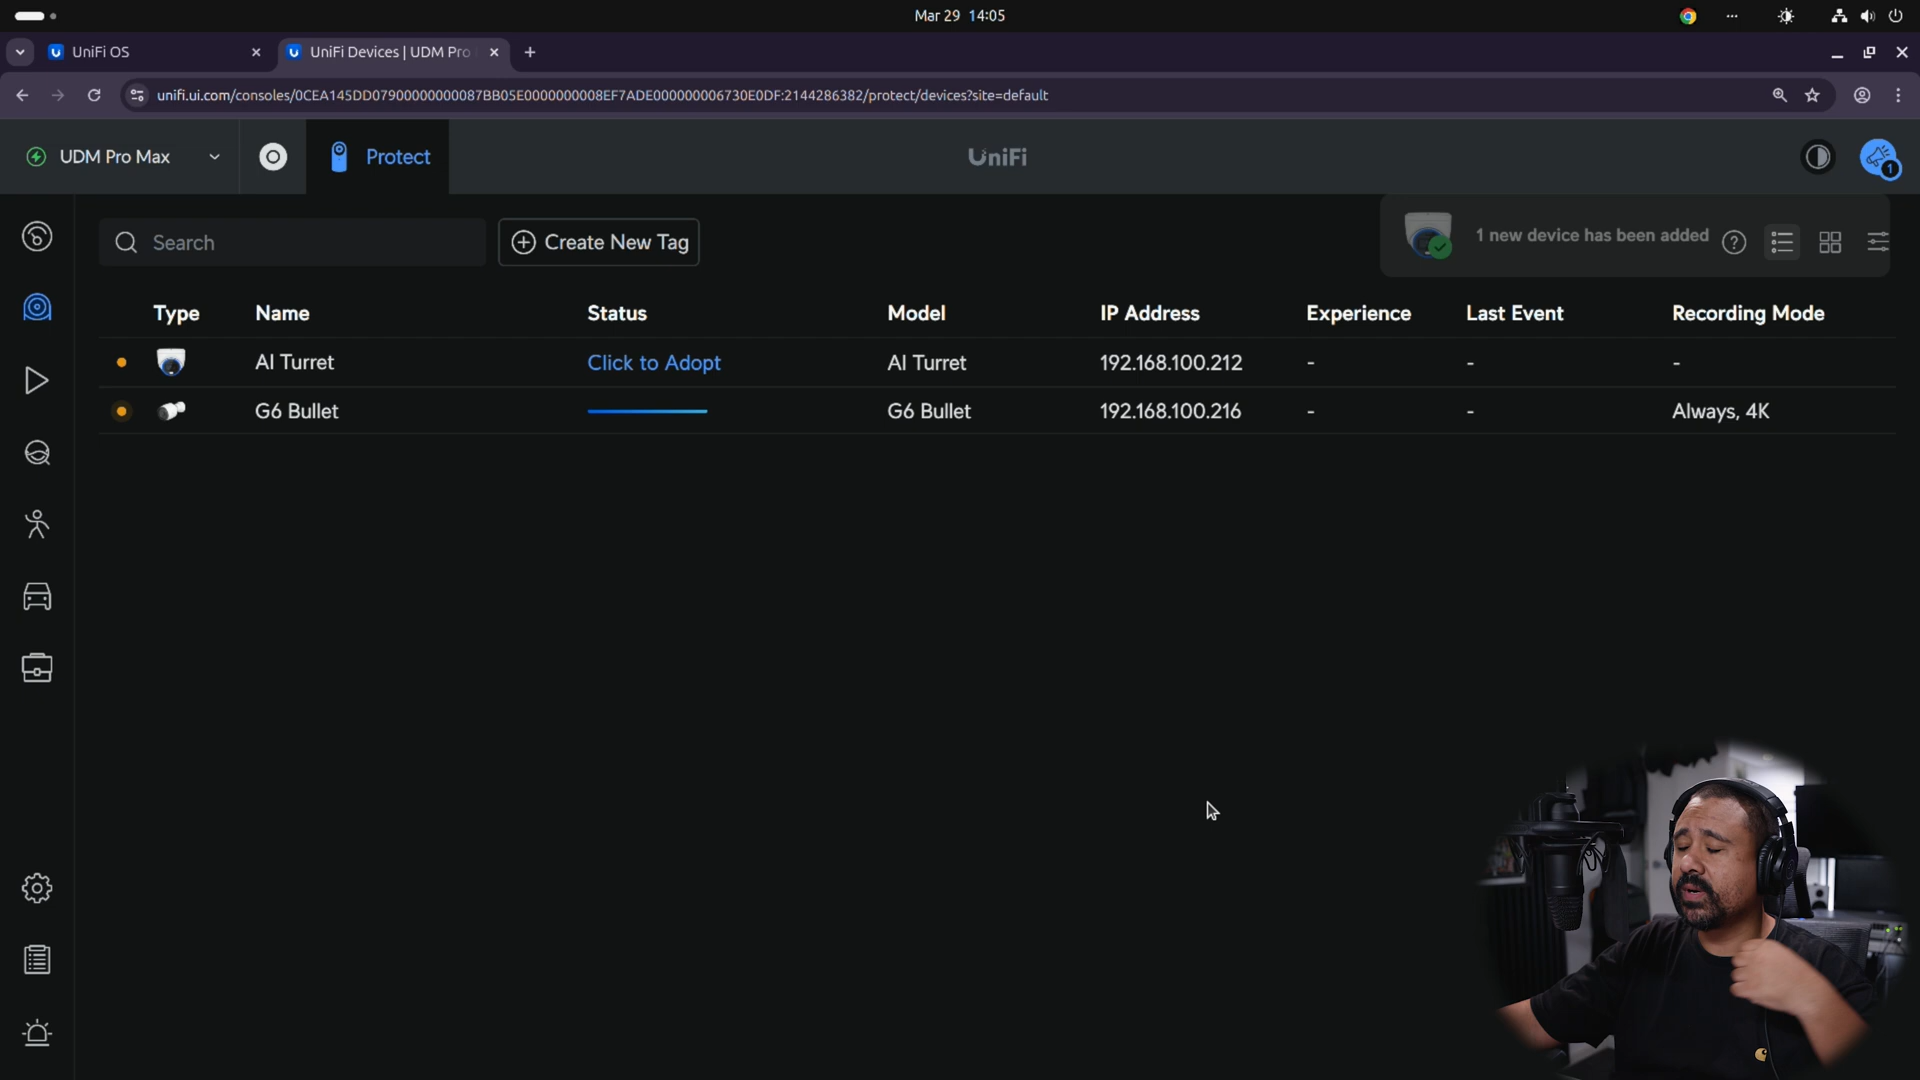 Mar 29 14:05
UniFi OS
UniFi Devices | UDM Pro
unifi.ui.com/consoles/0CEA145DD07900000000087BB05E0000000008EF7ADE000000006730E0DF:2144286382/protect/devices?site=default
UDM Pro Max
Protect
UniFi
1
Search
Create New Tag
1 new device has been added
Type Name Status Model IP Address Experience Last Event Recording Mode
AI Turret Click to Adopt AI Turret 192.168.100.212 - - -
G6 Bullet G6 Bullet 192.168.100.216 - - Always, 4K